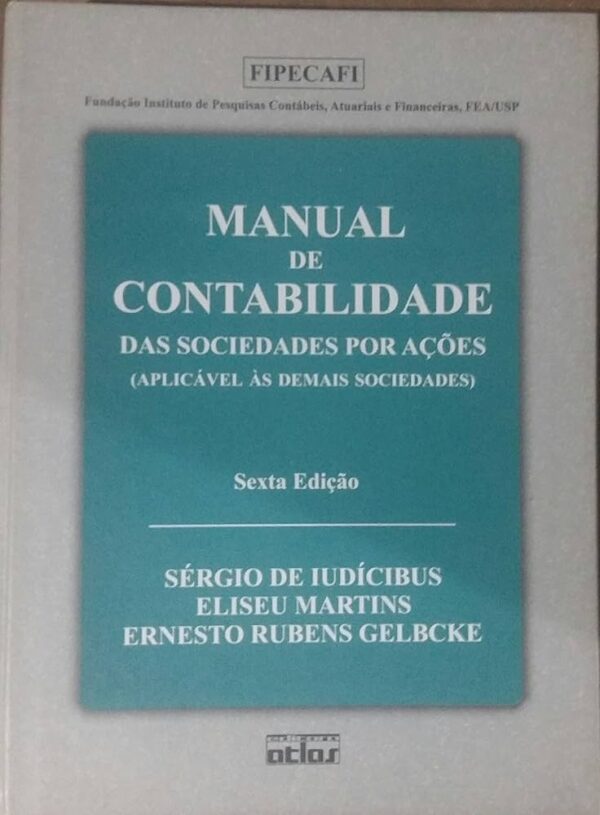 FIPECAFI
Fundação Instituto de Pesquisas Contábeis, Atuariais e Financeiras, FEA/USP
MANUAL
DE
CONTABILIDADE
DAS SOCIEDADES POR AÇÕES
(APLICÁVEL ÀS DEMAIS SOCIEDADES)
Sexta Edição
SÉRGIO DE IUDÍCIBUS
ELISEU MARTINS
ERNESTO RUBENS GELBCKE
atlas